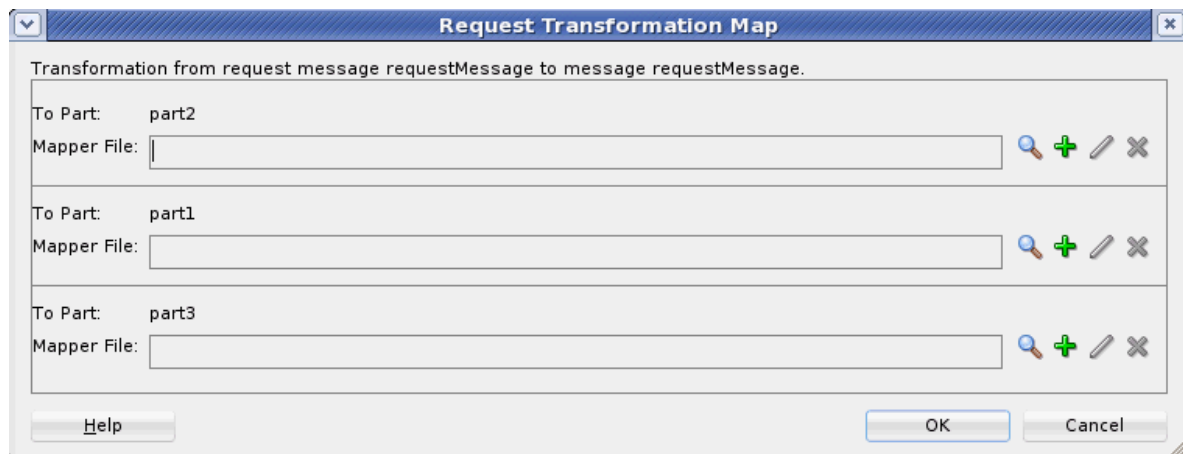 Request Transformation Map
Transformation from request message requestMessage to message requestMessage.
To Part: part2
Mapper File:
To Part: part1
Mapper File:
To Part: part3
Mapper File:
Help OK Cancel